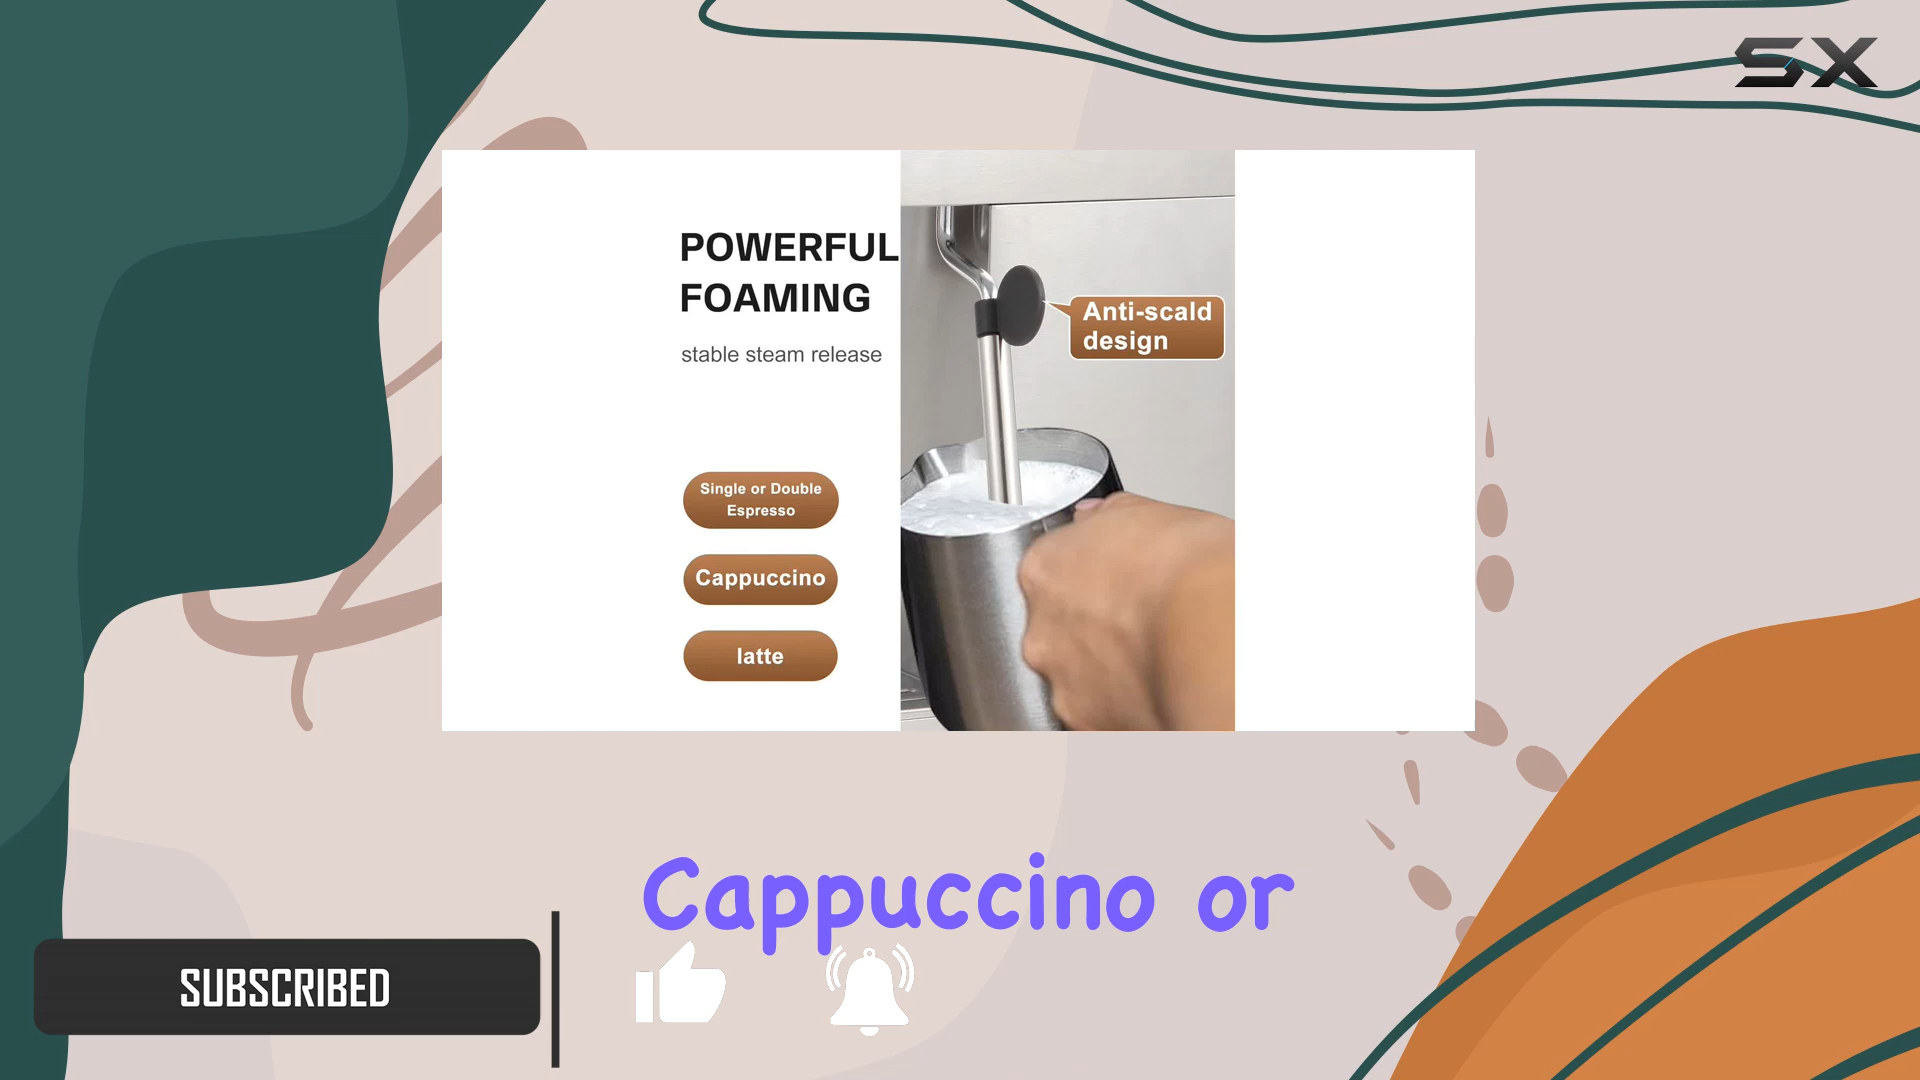 SX
POWERFUL
FOAMING
stable steam release
Anti-scald
design
Single or Double
Espresso
Cappuccino
latte
Cappuccino or
SUBSCRIBED